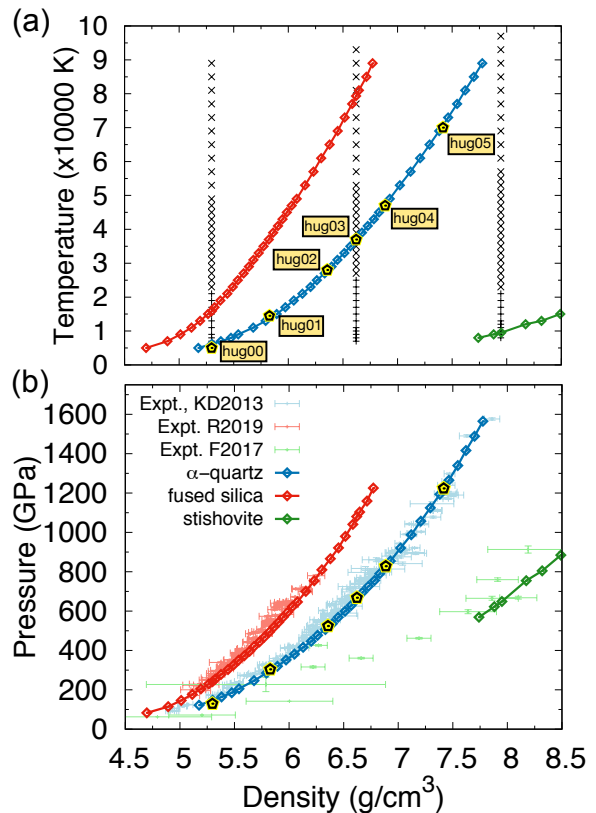 (a)
Temperature (x10000 K)
9
8
7
6
5
4
3
2
1
0
hug05
hug04
hug03
hug02
hug01
hug00
(b)
Pressure (GPa)
1600
1400
1200
1000
800
600
400
200
0
Expt., KD2013
Expt. R2019
Expt. F2017
α-quartz
fused silica
stishovite
4.5 5 5.5 6 6.5 7 7.5 8 8.5
Density (g/cm³)